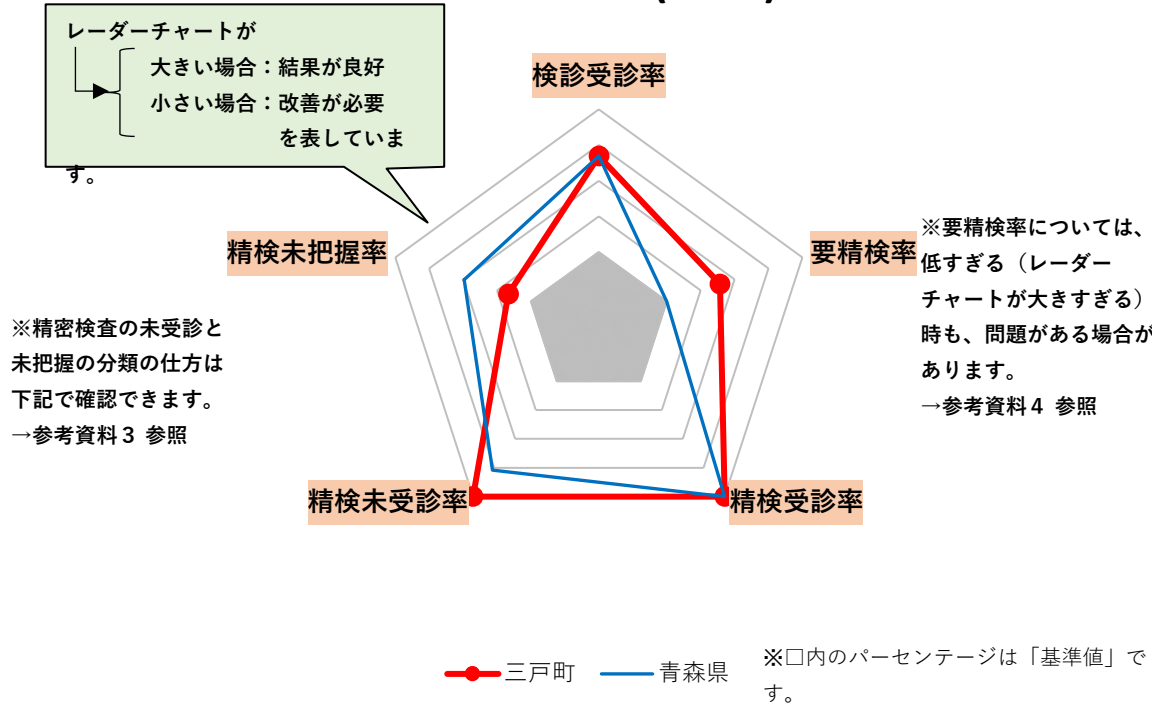 レーダーチャートが
大きい場合：結果が良好
小さい場合：改善が必要
を表していま
す。
検診受診率
精検未把握率
要精検率
※要精検率については、
低すぎる（レーダー
チャートが大きすぎる）
時も、問題がある場合が
あります。
→参考資料４ 参照
※精密検査の未受診と
未把握の分類の仕方は
下記で確認できます。
→参考資料３ 参照
精検未受診率
精検受診率
三戸町
青森県
※□内のパーセンテージは「基準値」で
す。